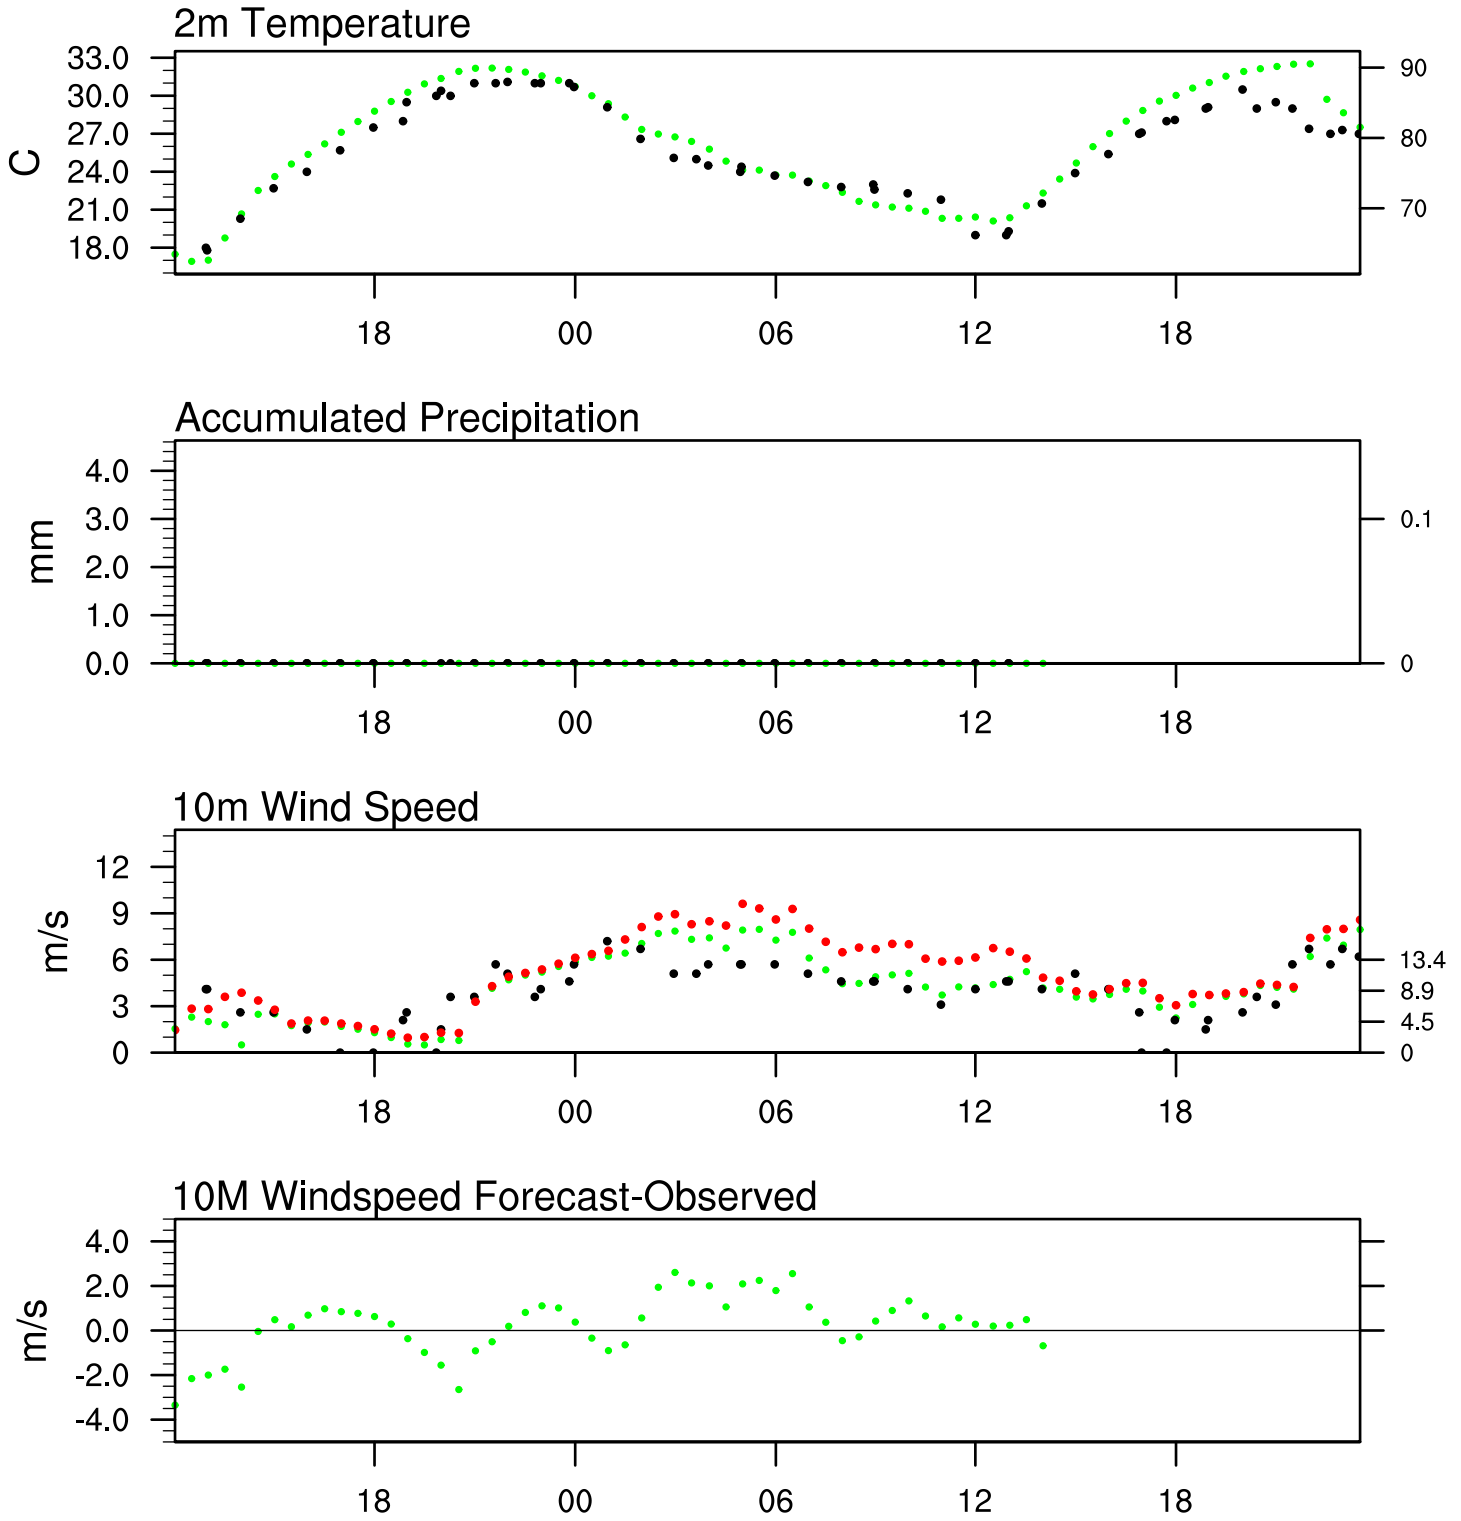 2m Temperature
33.0
30.0
27.0
24.0
21.0
18.0
C
90
80
70
18 00 06 12 18
Accumulated Precipitation
4.0
3.0
2.0
1.0
0.0
mm
0.1
0
18 00 06 12 18
10m Wind Speed
12
9
6
3
0
m/s
13.4
8.9
4.5
0
18 00 06 12 18
10M Windspeed Forecast-Observed
4.0
2.0
0.0
-2.0
-4.0
m/s
18 00 06 12 18